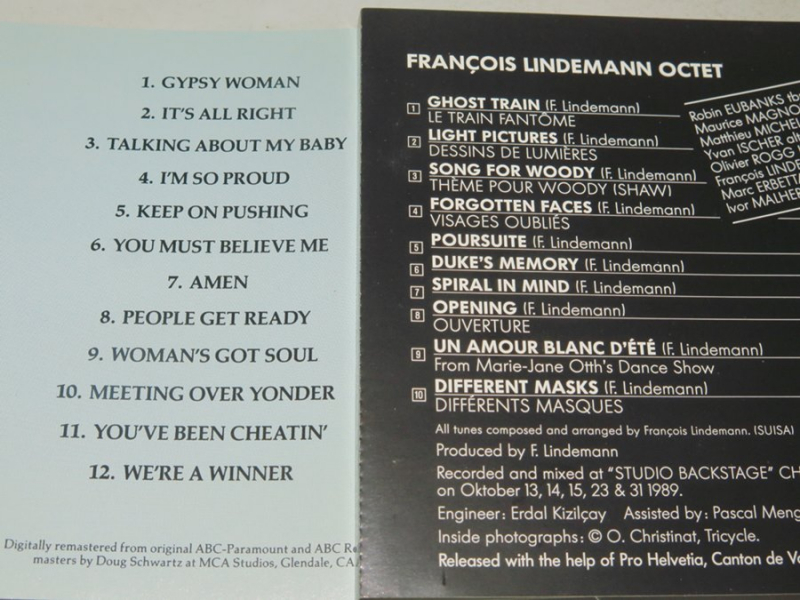 1. GYPSY WOMAN
2. IT'S ALL RIGHT
3. TALKING ABOUT MY BABY
4. I'M SO PROUD
5. KEEP ON PUSHING
6. YOU MUST BELIEVE ME
7. AMEN
8. PEOPLE GET READY
9. WOMAN'S GOT SOUL
10. MEETING OVER YONDER
11. YOU'VE BEEN CHEATIN'
12. WE'RE A WINNER
Digitally remastered from original ABC-Paramount and ABC
masters by Doug Schwartz at MCA Studios, Glendale, CA
FRANÇOIS LINDEMANN OCTET
1 GHOST TRAIN (F. Lindemann)
LE TRAIN FANTÔME
2 LIGHT PICTURES (F. Lindemann)
DESSINS DE LUMIÈRES
3 SONG FOR WOODY (F. Lindemann)
THÈME POUR WOODY (SHAW)
4 FORGOTTEN FACES (F. Lindemann)
VISAGES OUBLIÉS
5 POURSUITE (F. Lindemann)
6 DUKE'S MEMORY (F. Lindemann)
7 SPIRAL IN MIND (F. Lindemann)
8 OPENING (F. Lindemann)
OUVERTURE
9 UN AMOUR BLANC D'ÉTÉ (F. Lindemann)
From Marie-Jane Otth's Dance Show
10 DIFFERENT MASKS (F. Lindemann)
DIFFÉRENTS MASQUES
All tunes composed and arranged by François Lindemann. (SUISA)
Produced by F. Lindemann
Recorded and mixed at "STUDIO BACKSTAGE" CH
on Oktober 13, 14, 15, 23 & 31 1989.
Engineer: Erdal Kizilçay Assisted by: Pascal Meng
Inside photographs: © O. Christinat, Tricycle.
Released with the help of Pro Helvetia, Canton de
Robin EUBANKS tb
Maurice MAGNO
Matthieu MICHEL
Yvan ISCHER al
Olivier ROGG
François LINDE
Marc ERBETTA
Ivor MALHE